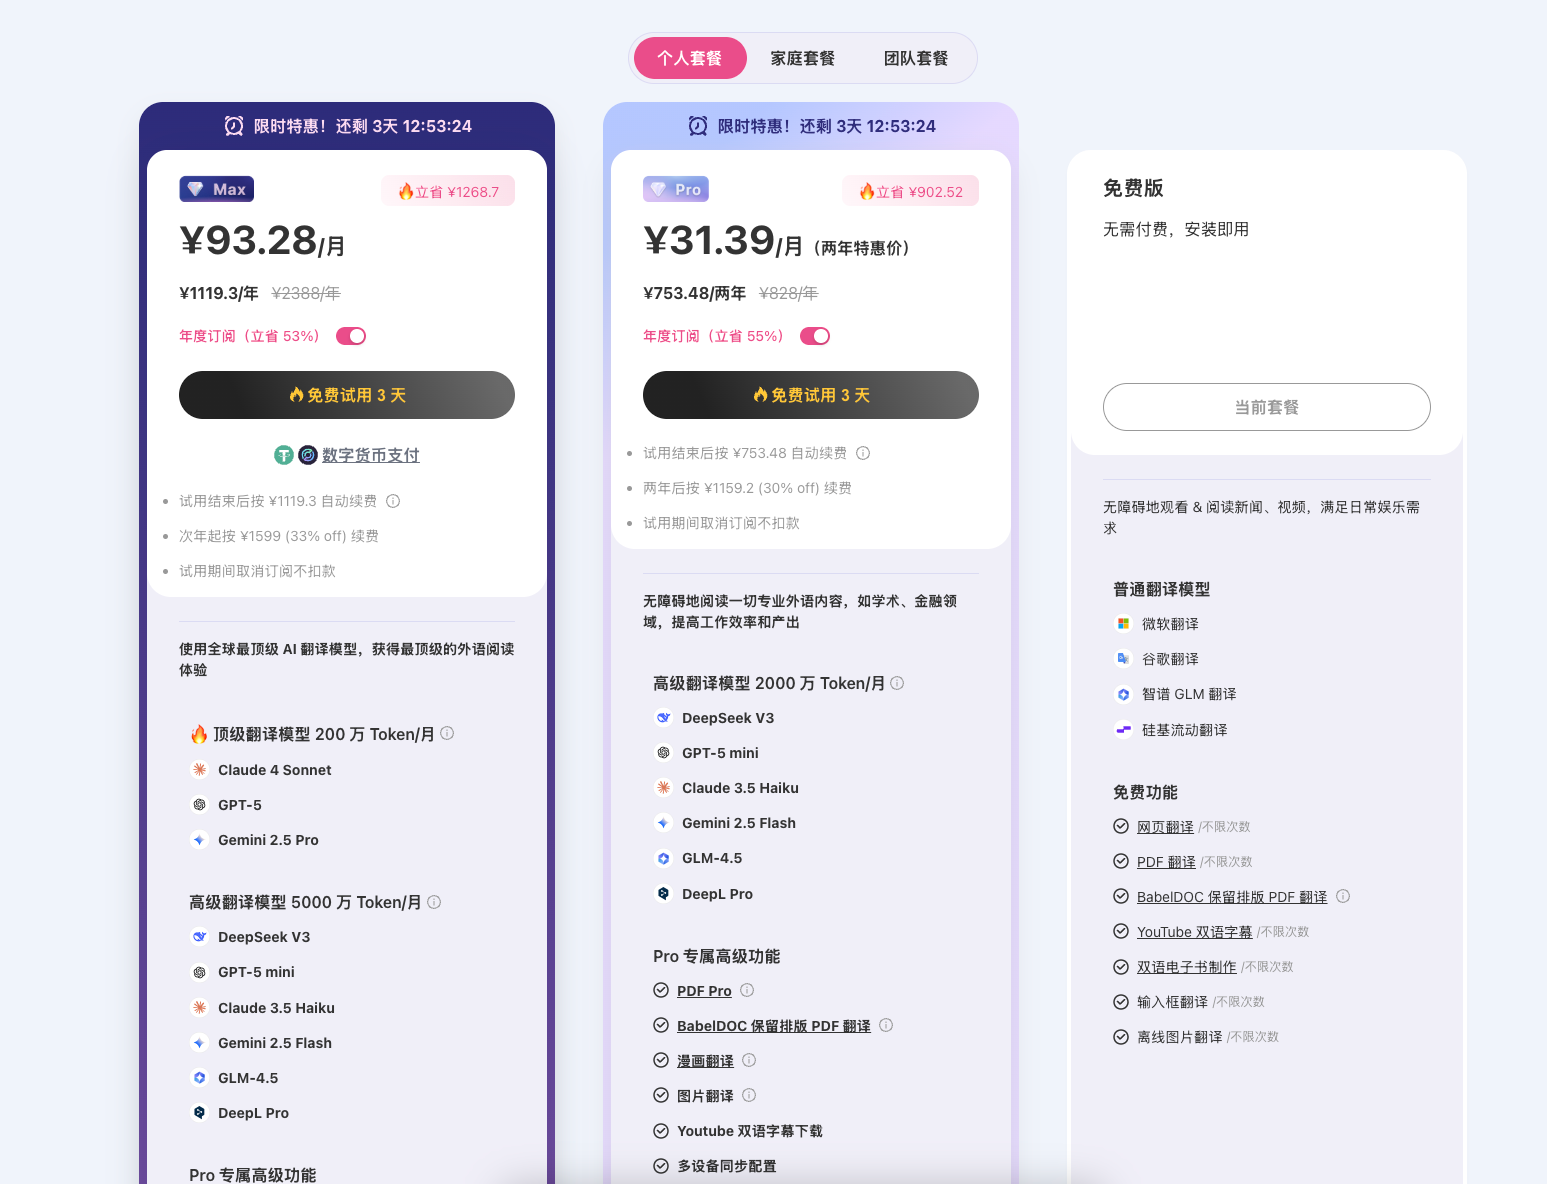 个人套餐
家庭套餐
团队套餐
限时特惠！还剩 3天 12:53:24
Max
立省 ¥1268.7
¥93.28/月
¥1119.3/年 ¥2388/年
年度订阅（立省 53%）
免费试用 3 天
数字货币支付
试用结束后按 ¥1119.3 自动续费
次年起按 ¥1599 (33% off) 续费
试用期间取消订阅不扣款
使用全球最顶级 AI 翻译模型，获得最顶级的外语阅读
体验
顶级翻译模型 200 万 Token/月
Claude 4 Sonnet
GPT-5
Gemini 2.5 Pro
高级翻译模型 5000 万 Token/月
DeepSeek V3
GPT-5 mini
Claude 3.5 Haiku
Gemini 2.5 Flash
GLM-4.5
DeepL Pro
Pro 专属高级功能
限时特惠！还剩 3天 12:53:24
Pro
立省 ¥902.52
¥31.39/月（两年特惠价）
¥753.48/两年 ¥828/年
年度订阅（立省 55%）
免费试用 3 天
试用结束后按 ¥753.48 自动续费
两年后按 ¥1159.2 (30% off) 续费
试用期间取消订阅不扣款
无障碍地阅读一切专业外语内容，如学术、金融领
域，提高工作效率和产出
高级翻译模型 2000 万 Token/月
DeepSeek V3
GPT-5 mini
Claude 3.5 Haiku
Gemini 2.5 Flash
GLM-4.5
DeepL Pro
Pro 专属高级功能
PDF Pro
BabelDOC 保留排版 PDF 翻译
漫画翻译
图片翻译
Youtube 双语字幕下载
多设备同步配置
免费版
无需付费，安装即用
当前套餐
无障碍地观看 & 阅读新闻、视频，满足日常娱乐需
求
普通翻译模型
微软翻译
谷歌翻译
智谱 GLM 翻译
硅基流动翻译
免费功能
网页翻译 /不限次数
PDF 翻译 /不限次数
BabelDOC 保留排版 PDF 翻译
YouTube 双语字幕 /不限次数
双语电子书制作 /不限次数
输入框翻译 /不限次数
离线图片翻译 /不限次数